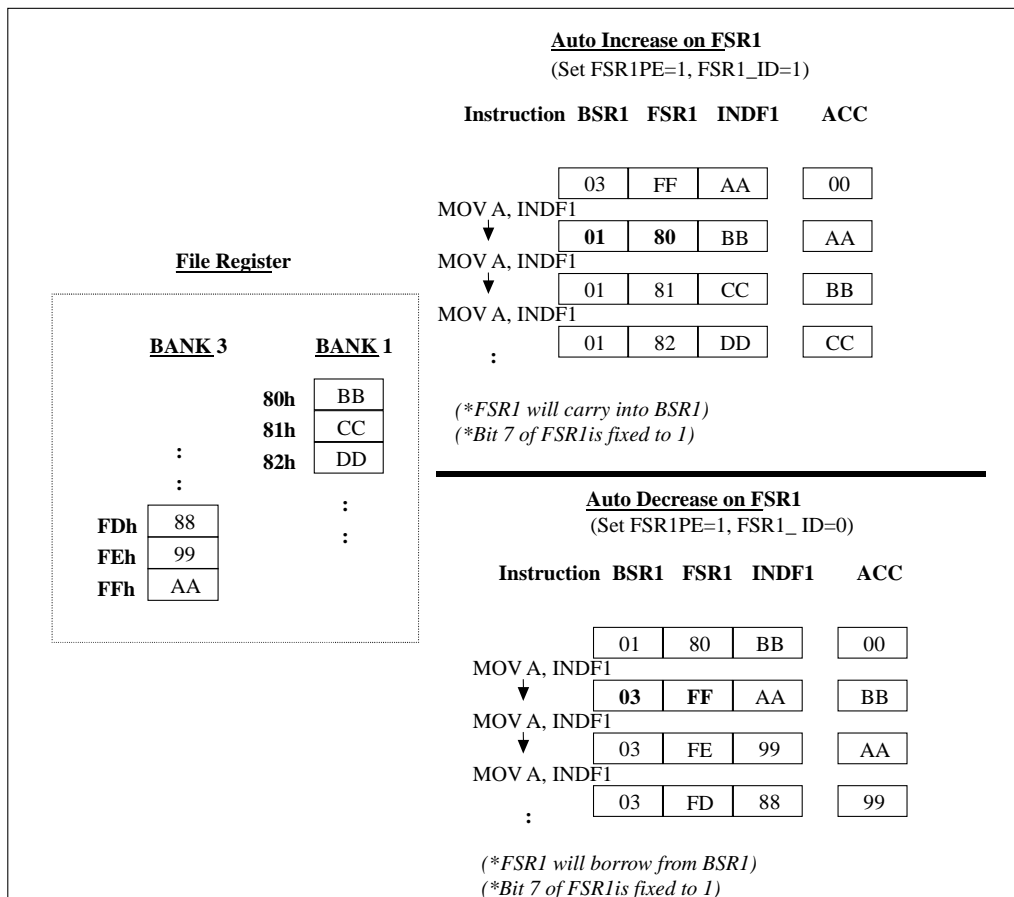 Auto Increase on FSR1
(Set FSR1PE=1, FSR1_ID=1)
Instruction BSR1 FSR1 INDF1 ACC
03 FF AA 00
MOV A, INDF1
01 80 BB AA
MOV A, INDF1
01 81 CC BB
MOV A, INDF1
01 82 DD CC
:
(*FSR1 will carry into BSR1)
(*Bit 7 of FSR1is fixed to 1)
File Register
BANK 3 BANK 1
80h BB
81h CC
82h DD
:
:
:
:
FDh 88
FEh 99
FFh AA
Auto Decrease on FSR1
(Set FSR1PE=1, FSR1_ ID=0)
Instruction BSR1 FSR1 INDF1 ACC
01 80 BB 00
MOV A, INDF1
03 FF AA BB
MOV A, INDF1
03 FE 99 AA
MOV A, INDF1
03 FD 88 99
:
(*FSR1 will borrow from BSR1)
(*Bit 7 of FSR1is fixed to 1)